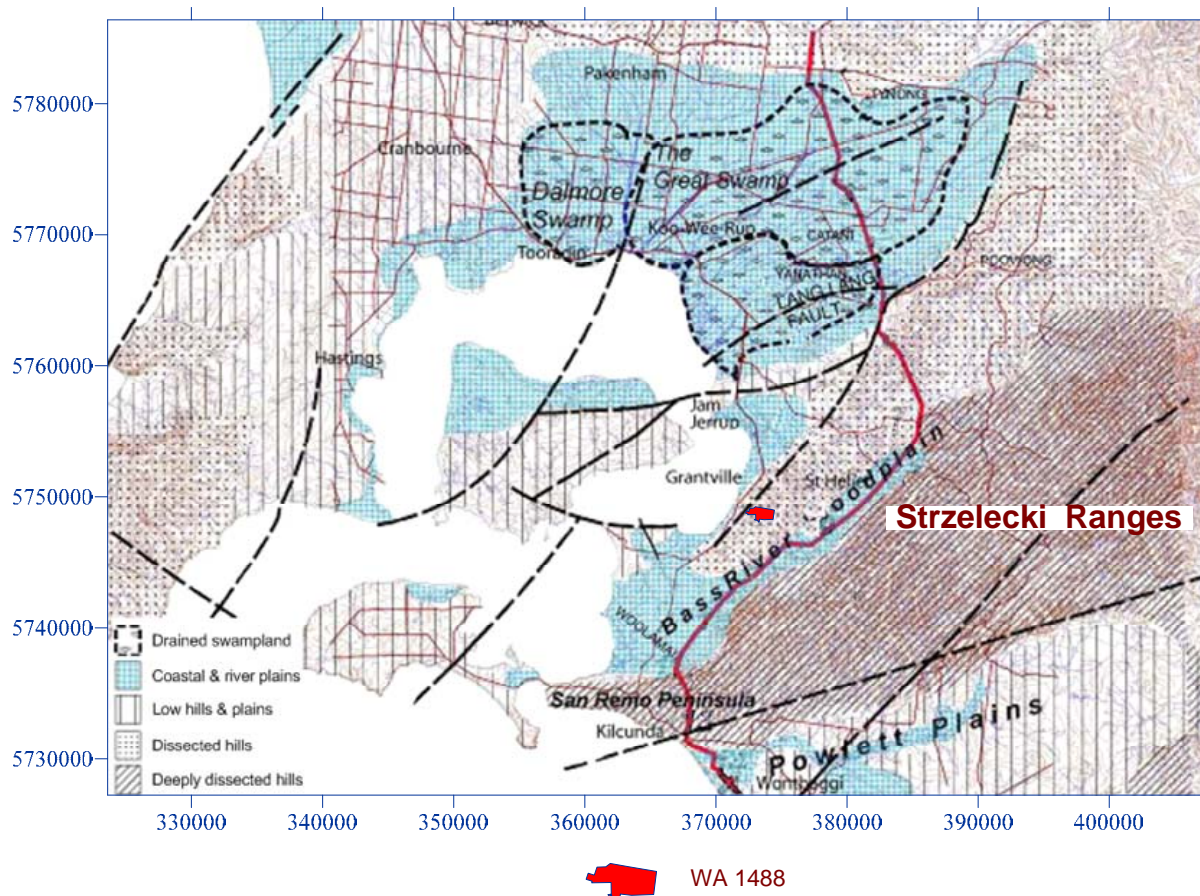 BERWICK
Pakenham
5780000
TYNONG
Cranbourne
The
Great Swamp
Dalmore
Swamp
5770000
Koo-Wee-Rup
CATANI
Tooradin
POOWONG
YANATHAN
LANG LANG
FAULT
5760000
Hastings
Jam
Jerrup
Grantville
St Helier
5750000
Strzelecki Ranges
Bass River Floodplain
WOOLAMAI
5740000
Drained swampland
Coastal & river plains
Low hills & plains
Dissected hills
Deeply dissected hills
San Remo Peninsula
Kilcunda
5730000
Powlett Plains
Wonthaggi
330000 340000 350000 360000 370000 380000 390000 400000
WA 1488